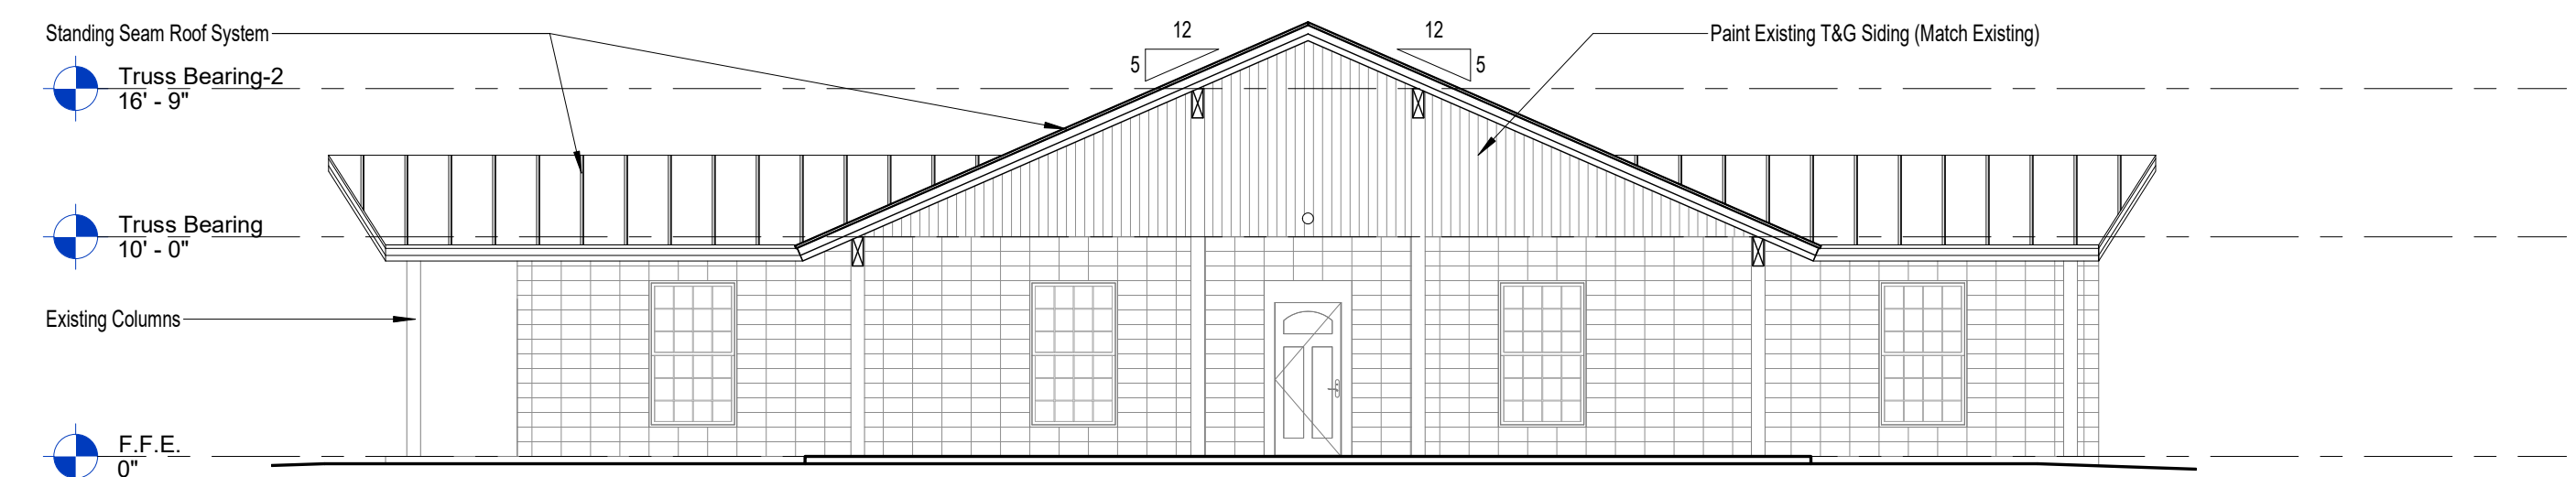 12
12
Standing Seam Roof System
Paint Existing T&G Siding (Match Existing)
5
5
Truss Bearing-2
16' - 9"
Truss Bearing
10' - 0"
Existing Columns
F.F.E.
0"